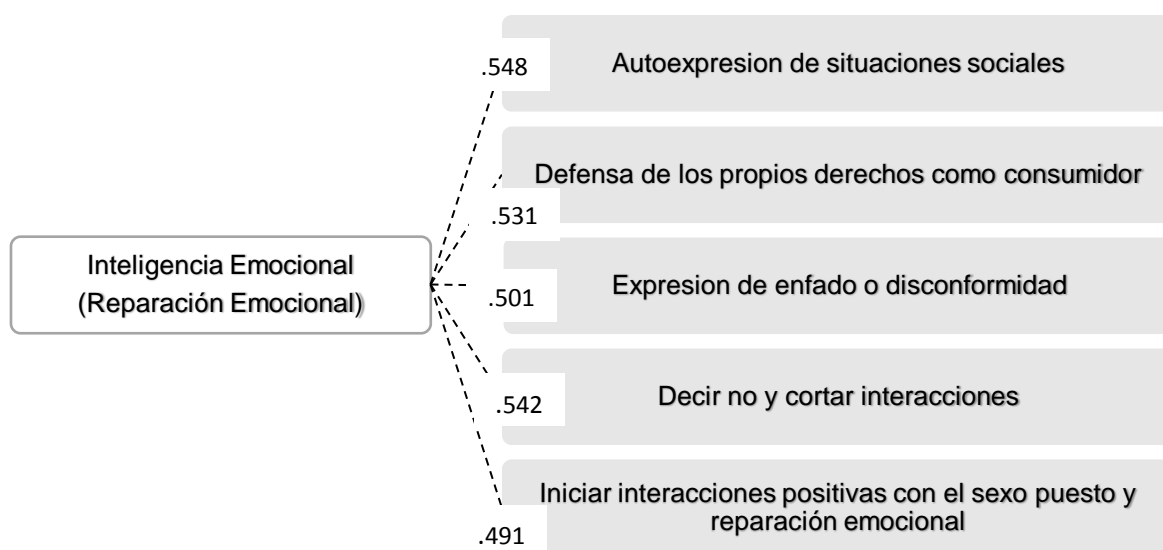 .548
Autoexpresion de situaciones sociales
Defensa de los propios derechos como consumidor
.531
Inteligencia Emocional
(Reparación Emocional)
.501
Expresion de enfado o disconformidad
.542
Decir no y cortar interacciones
Iniciar interacciones positivas con el sexo puesto y
reparación emocional
.491